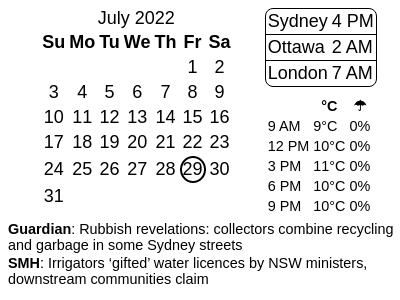 July 2022
Su Mo Tu We Th Fr Sa
1 2
3 4 5 6 7 8 9
10 11 12 13 14 15 16
17 18 19 20 21 22 23
24 25 26 27 28 29 30
31
Sydney 4 PM
Ottawa 2 AM
London 7 AM
°C ☂
9 AM 9°C 0%
12 PM 10°C 0%
3 PM 11°C 0%
6 PM 10°C 0%
9 PM 10°C 0%
Guardian: Rubbish revelations: collectors combine recycling
and garbage in some Sydney streets
SMH: Irrigators ‘gifted’ water licences by NSW ministers,
downstream communities claim